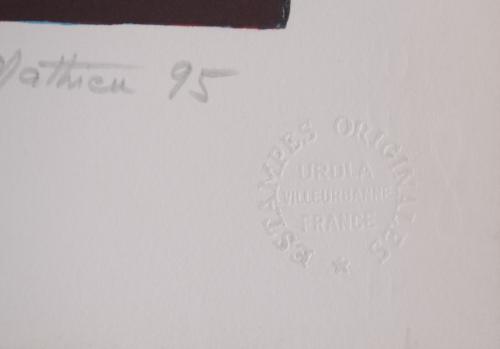 Mathieu 95
ESTAMPES ORIGINALES
URDLA
VILLEURBANNE
FRANCE